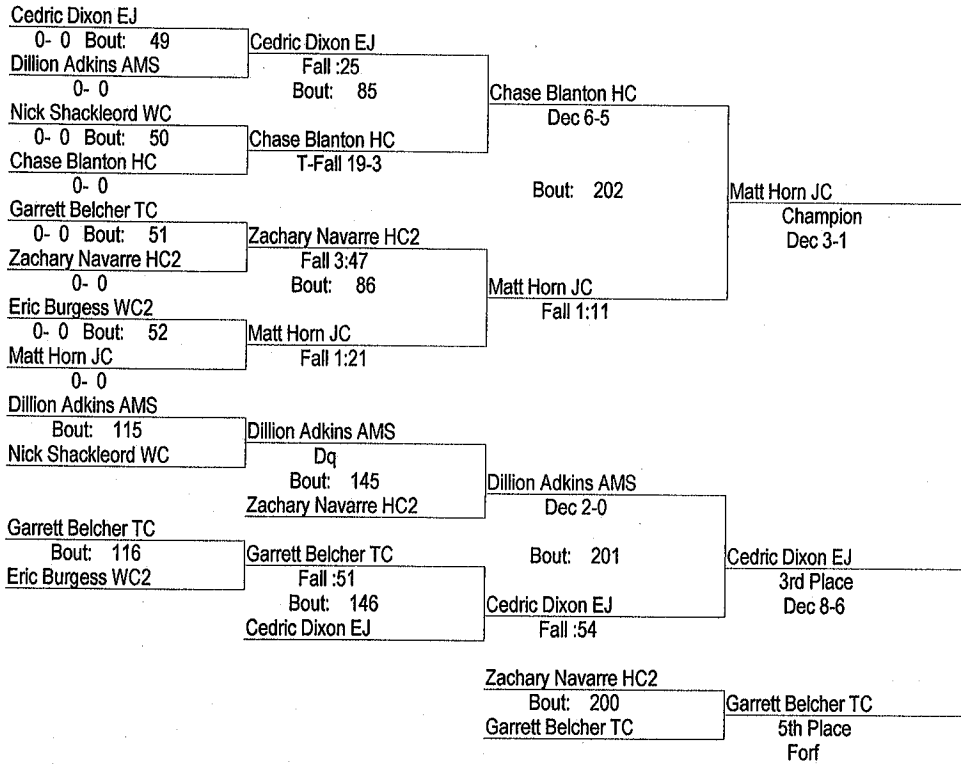 Cedric Dixon EJ
0- 0 Bout: 49
Dillion Adkins AMS
0- 0
Nick Shackleord WC
0- 0 Bout: 50
Chase Blanton HC
0- 0
Garrett Belcher TC
0- 0 Bout: 51
Zachary Navarre HC2
0- 0
Eric Burgess WC2
0- 0 Bout: 52
Matt Horn JC
0- 0
Cedric Dixon EJ
Fall :25
Bout: 85
Chase Blanton HC
T-Fall 19-3
Zachary Navarre HC2
Fall 3:47
Bout: 86
Matt Horn JC
Fall 1:21
Chase Blanton HC
Dec 6-5
Bout: 202
Matt Horn JC
Fall 1:11
Matt Horn JC
Champion
Dec 3-1
Dillion Adkins AMS
Bout: 115
Nick Shackleord WC
Garrett Belcher TC
Bout: 116
Eric Burgess WC2
Dillion Adkins AMS
Dq
Bout: 145
Zachary Navarre HC2
Garrett Belcher TC
Fall :51
Bout: 146
Cedric Dixon EJ
Dillion Adkins AMS
Dec 2-0
Bout: 201
Cedric Dixon EJ
Fall :54
Cedric Dixon EJ
3rd Place
Dec 8-6
Zachary Navarre HC2
Bout: 200
Garrett Belcher TC
Garrett Belcher TC
5th Place
Forf